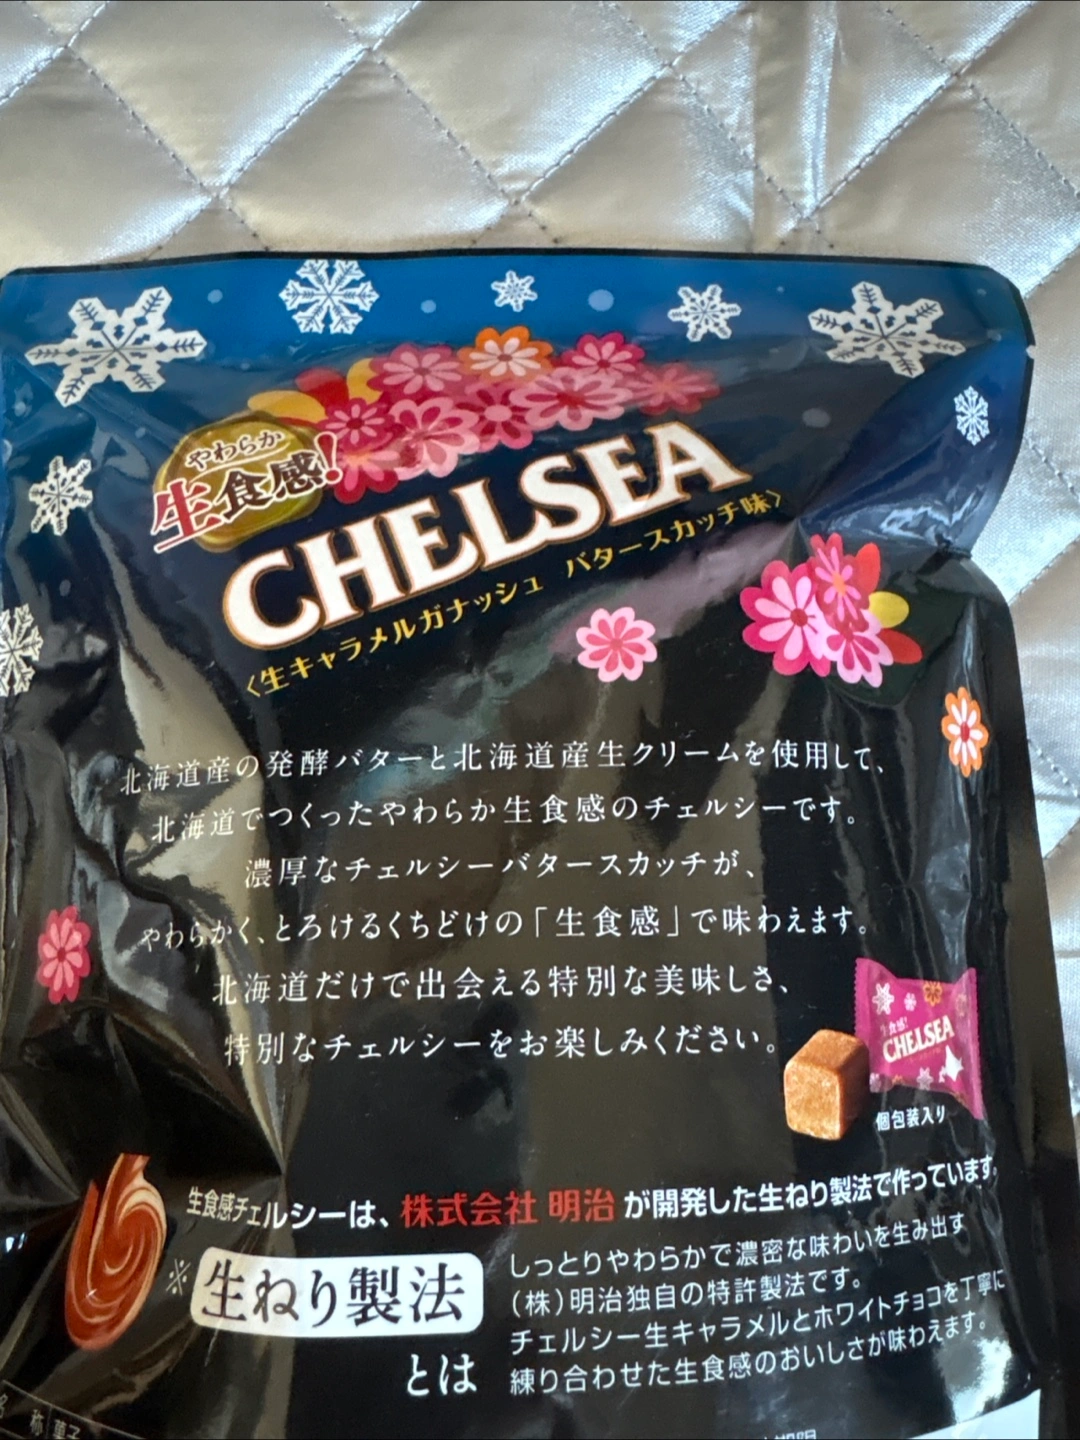 やわらか
生食感!
CHELSEA
〈生キャラメルガナッシュ バタースカッチ味〉
北海道産の発酵バターと北海道産生クリームを使用して、
北海道でつくったやわらか生食感のチェルシーです。
濃厚なチェルシーバタースカッチが、
やわらかく、とろけるくちどけの「生食感」で味わえます。
北海道だけで出会える特別な美味しさ、
特別なチェルシーをお楽しみください。
生食感!
CHELSEA
個包装入り
生食感チェルシーは、株式会社 明治 が開発した生ねり製法で作っています。
※生ねり製法
とは
しっとりやわらかで濃密な味わいを生み出す
(株)明治独自の特許製法です。
チェルシー生キャラメルとホワイトチョコを丁寧に
練り合わせた生食感のおいしさが味わえます。
名 称 菓子
期限